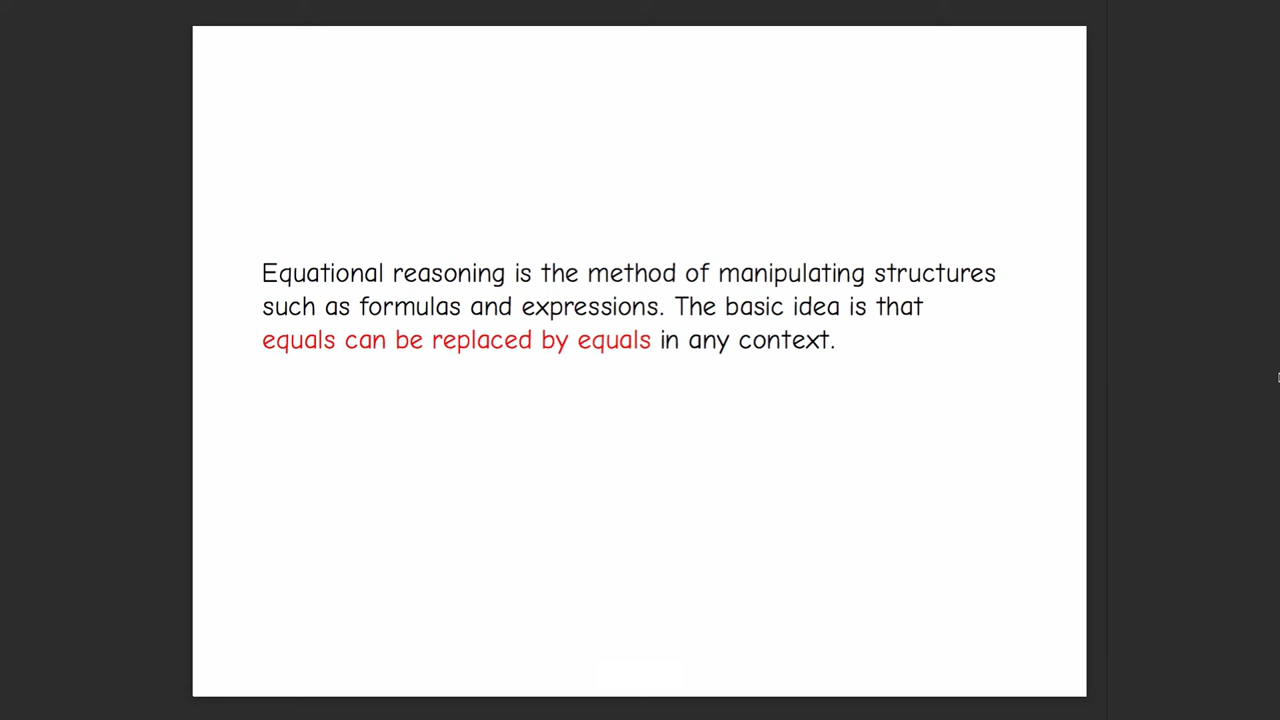 Equational reasoning is the method of manipulating structures
such as formulas and expressions. The basic idea is that
equals can be replaced by equals in any context.